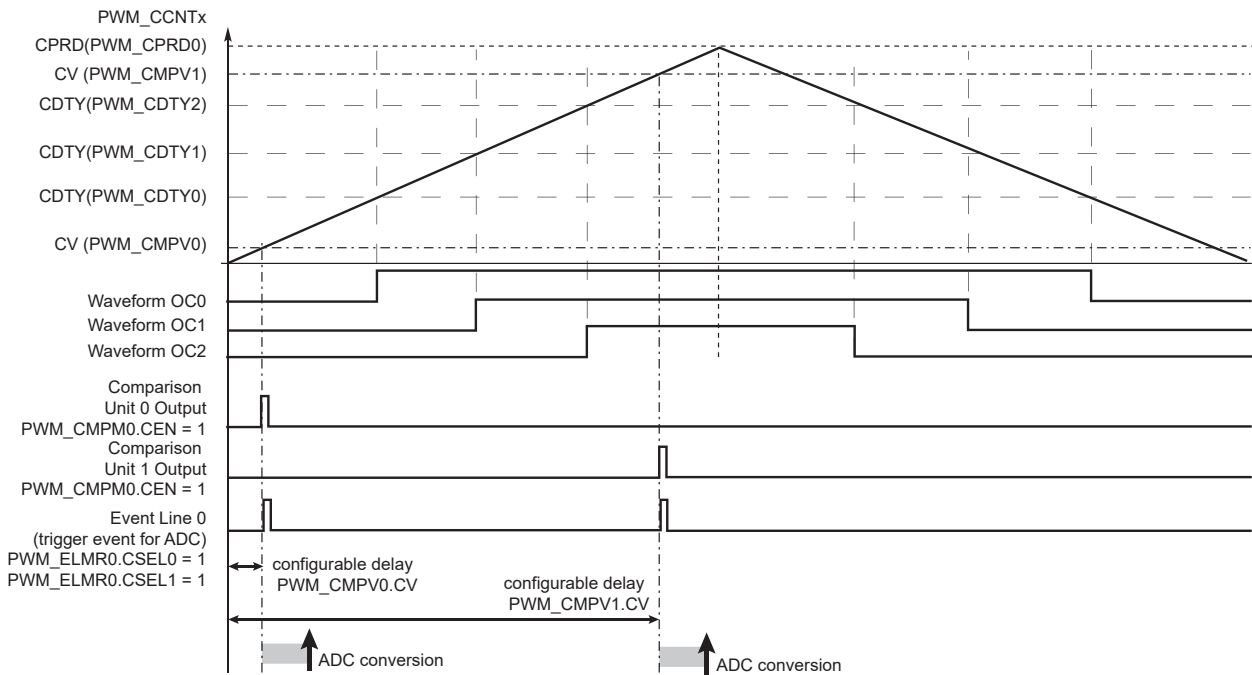 PWM_CCNTx
CPRD(PWM_CPRD0)
CV (PWM_CMPV1)
CDTY(PWM_CDTY2)
CDTY(PWM_CDTY1)
CDTY(PWM_CDTY0)
CV (PWM_CMPV0)
Waveform OC0
Waveform OC1
Waveform OC2
Comparison
Unit 0 Output
PWM_CMPM0.CEN = 1
Comparison
Unit 1 Output
PWM_CMPM0.CEN = 1
Event Line 0
(trigger event for ADC)
PWM_ELMR0.CSEL0 = 1
PWM_ELMR0.CSEL1 = 1
configurable delay
PWM_CMPV0.CV
configurable delay
PWM_CMPV1.CV
ADC conversion
ADC conversion